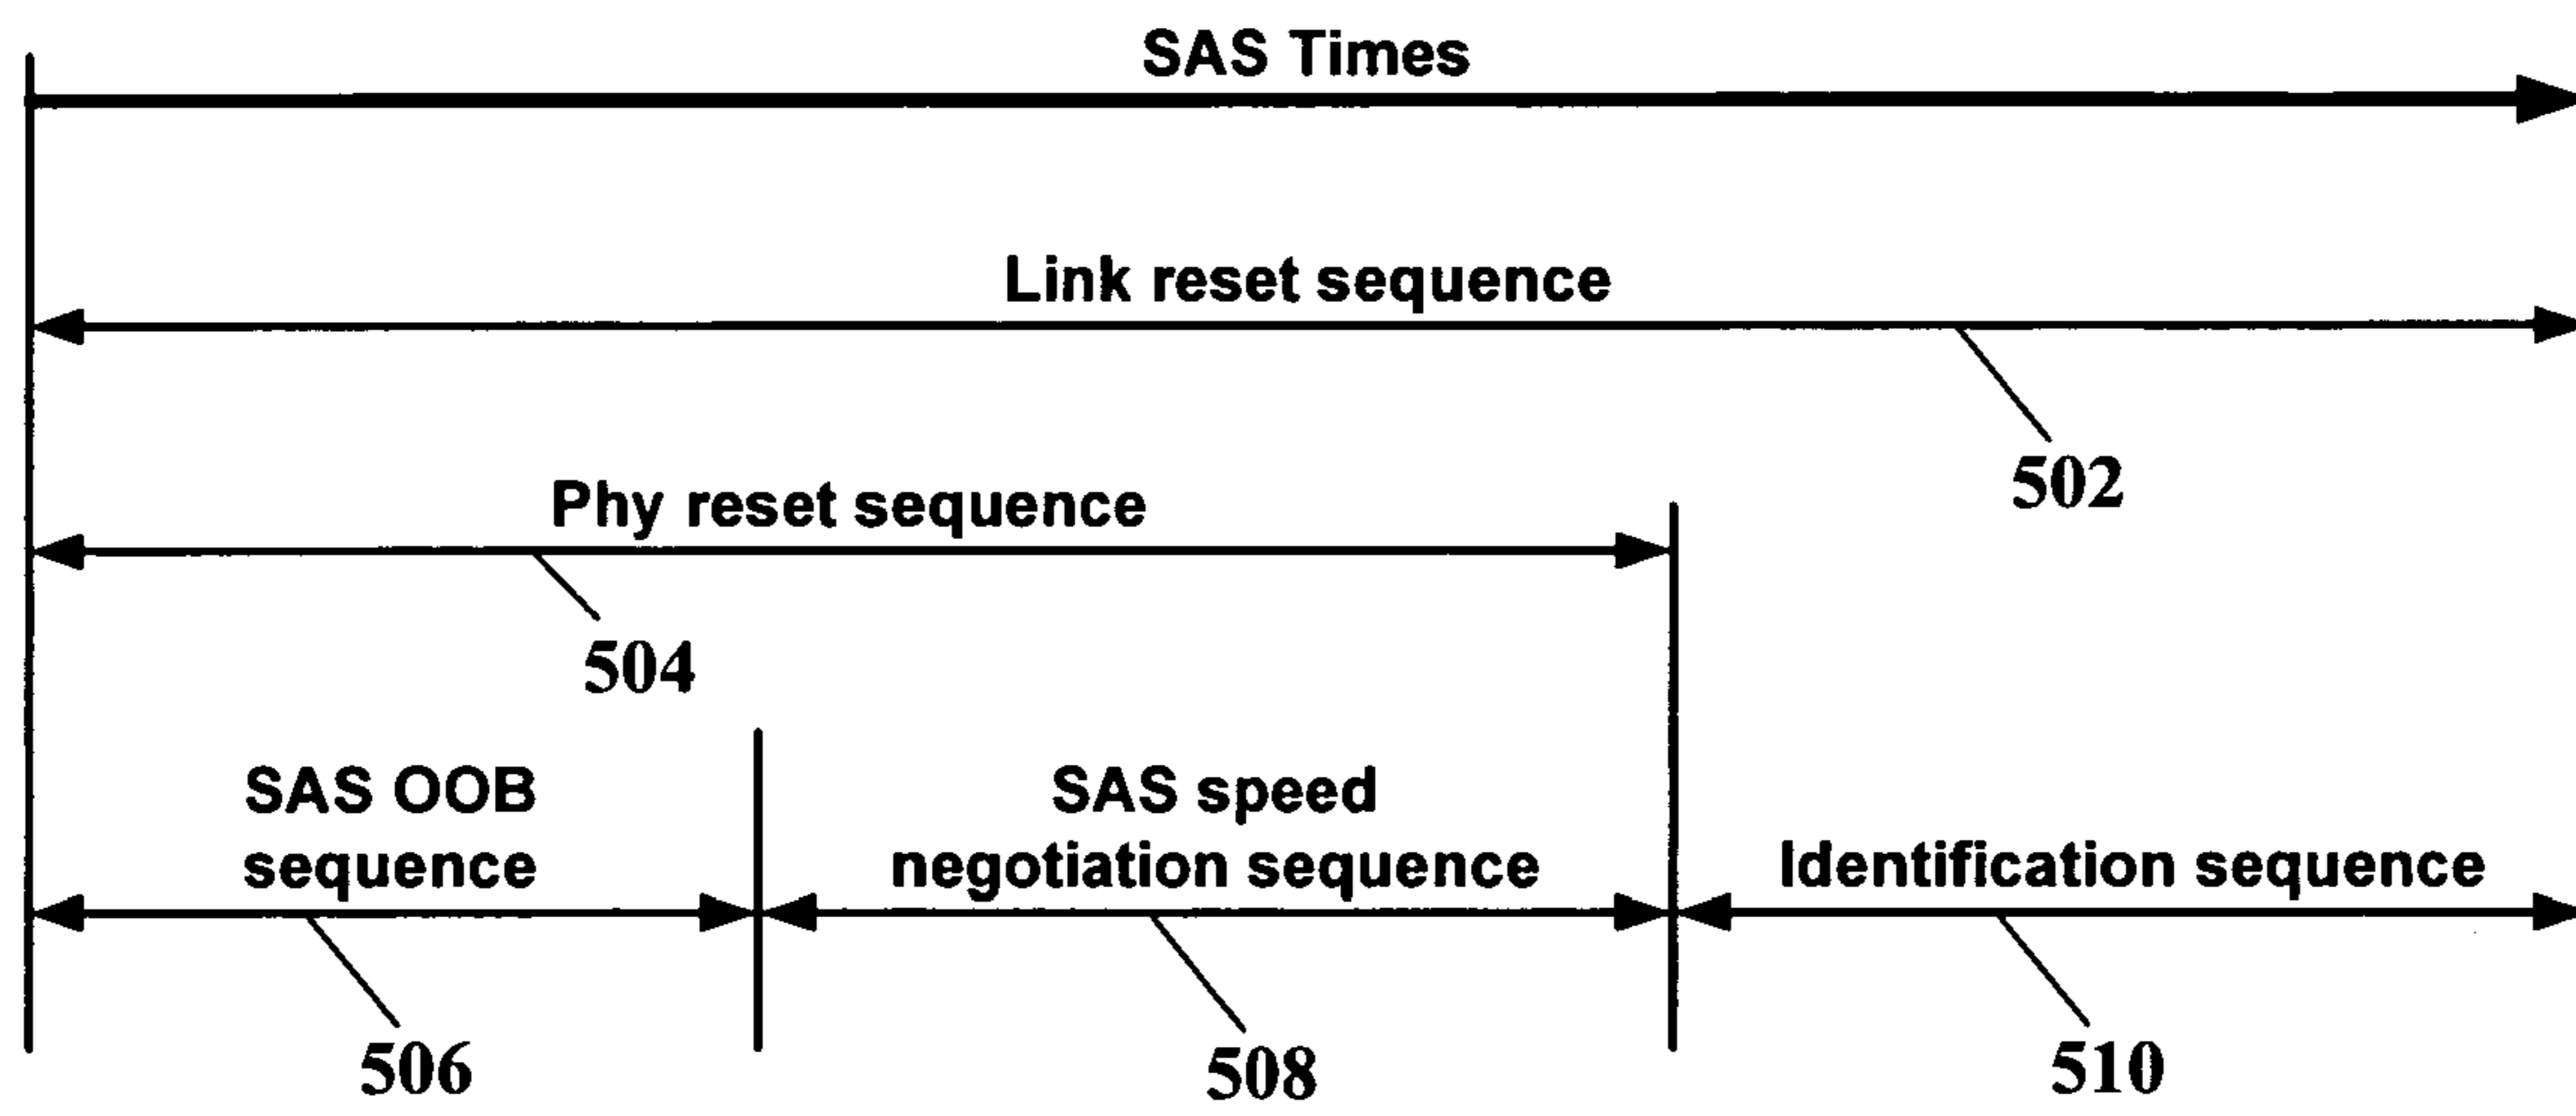 SAS Times
Link reset sequence
502
Phy reset sequence
504
SAS OOB
sequence
SAS speed
negotiation sequence
Identification sequence
506
508
510